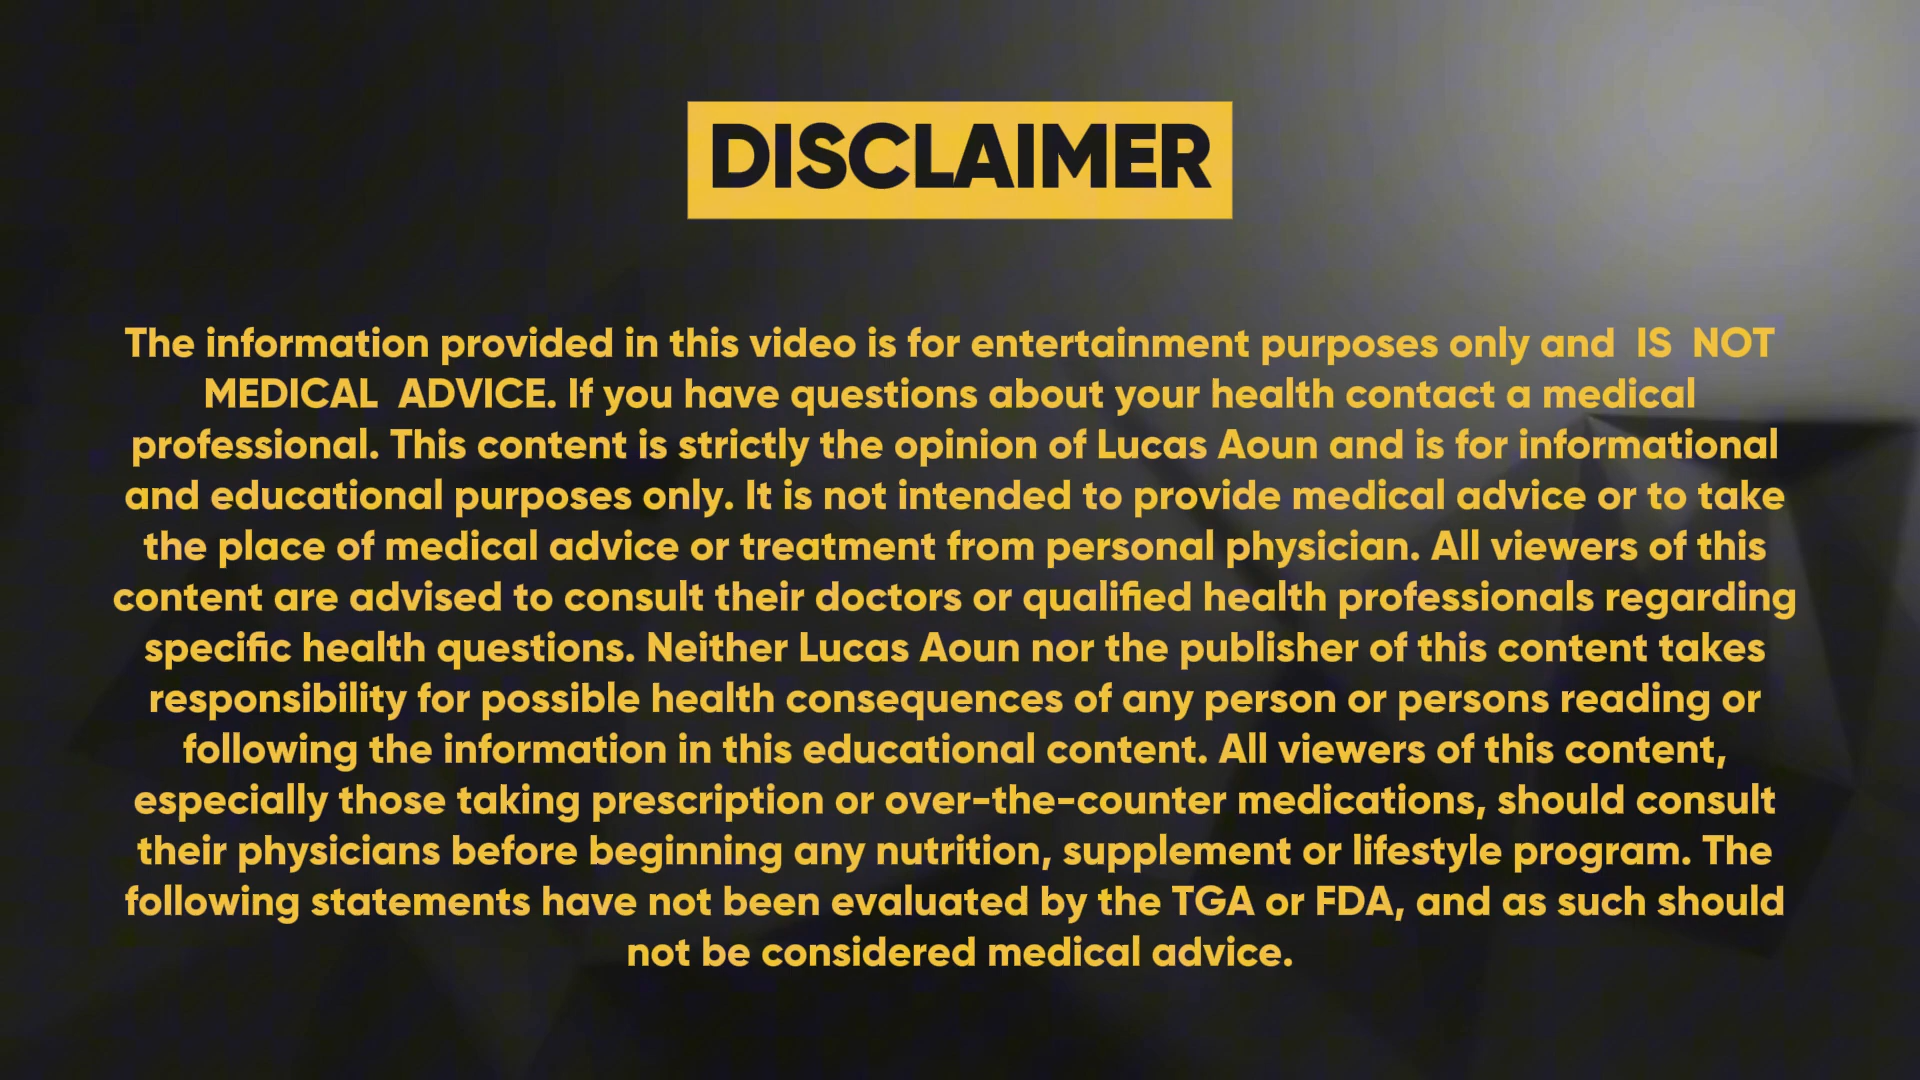 DISCLAIMER
The information provided in this video is for entertainment purposes only and IS NOT
MEDICAL ADVICE. If you have questions about your health contact a medical
professional. This content is strictly the opinion of Lucas Aoun and is for informational
and educational purposes only. It is not intended to provide medical advice or to take
the place of medical advice or treatment from personal physician. All viewers of this
content are advised to consult their doctors or qualified health professionals regarding
specific health questions. Neither Lucas Aoun nor the publisher of this content takes
responsibility for possible health consequences of any person or persons reading or
following the information in this educational content. All viewers of this content,
especially those taking prescription or over-the-counter medications, should consult
their physicians before beginning any nutrition, supplement or lifestyle program. The
following statements have not been evaluated by the TGA or FDA, and as such should
not be considered medical advice.